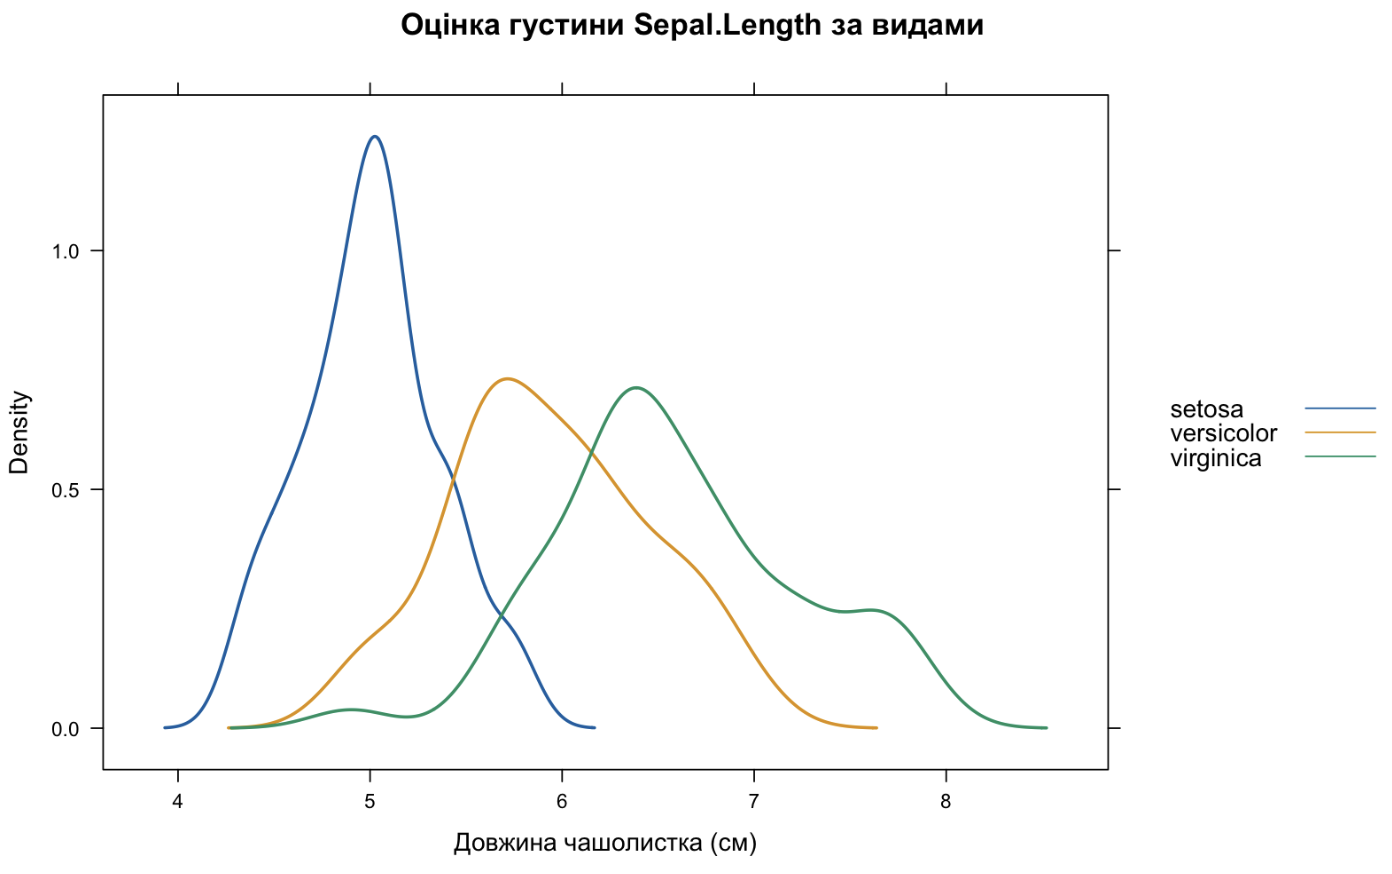 Оцінка густини Sepal.Length за видами
1.0
0.5
0.0
Density
4 5 6 7 8
Довжина чашолистка (см)
setosa
versicolor
virginica